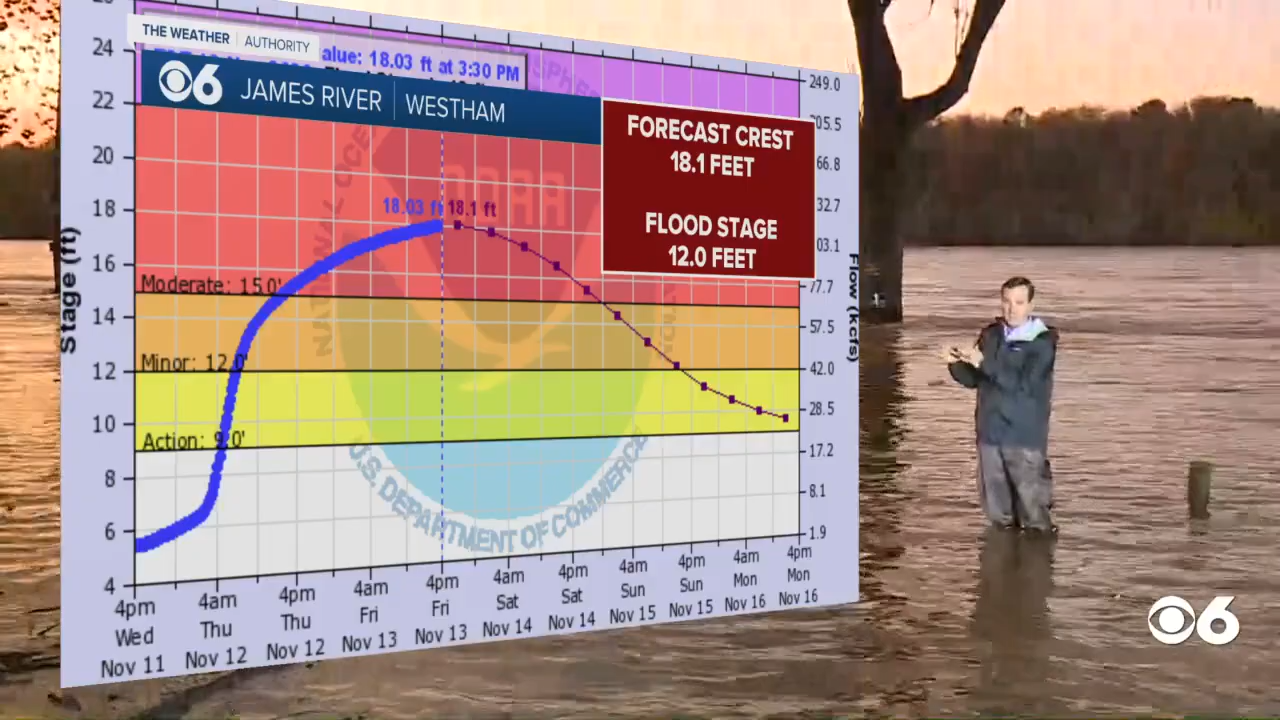 THE WEATHER | AUTHORITY
alue: 18.03 ft at 3:30 PM
6 JAMES RIVER | WESTHAM
FORECAST CREST
18.1 FEET
FLOOD STAGE
12.0 FEET
18.03 ft 18.1 ft
Moderate: 15.0'
Minor: 12.0'
Action: 9.0'
Stage (ft)
24
22
20
18
16
14
12
10
8
6
4
Flow (kcfs)
249.0
05.5
66.8
32.7
03.1
77.7
57.5
42.0
28.5
17.2
8.1
1.9
NOAA
U.S. DEPARTMENT OF COMMERCE
4pm 4am 4pm 4am 4pm 4am 4pm 4am 4pm 4am 4pm
Wed Thu Thu Fri Fri Sat Sat Sun Sun Mon Mon
Nov 11 Nov 12 Nov 12 Nov 13 Nov 13 Nov 14 Nov 14 Nov 15 Nov 15 Nov 16 Nov 16
6